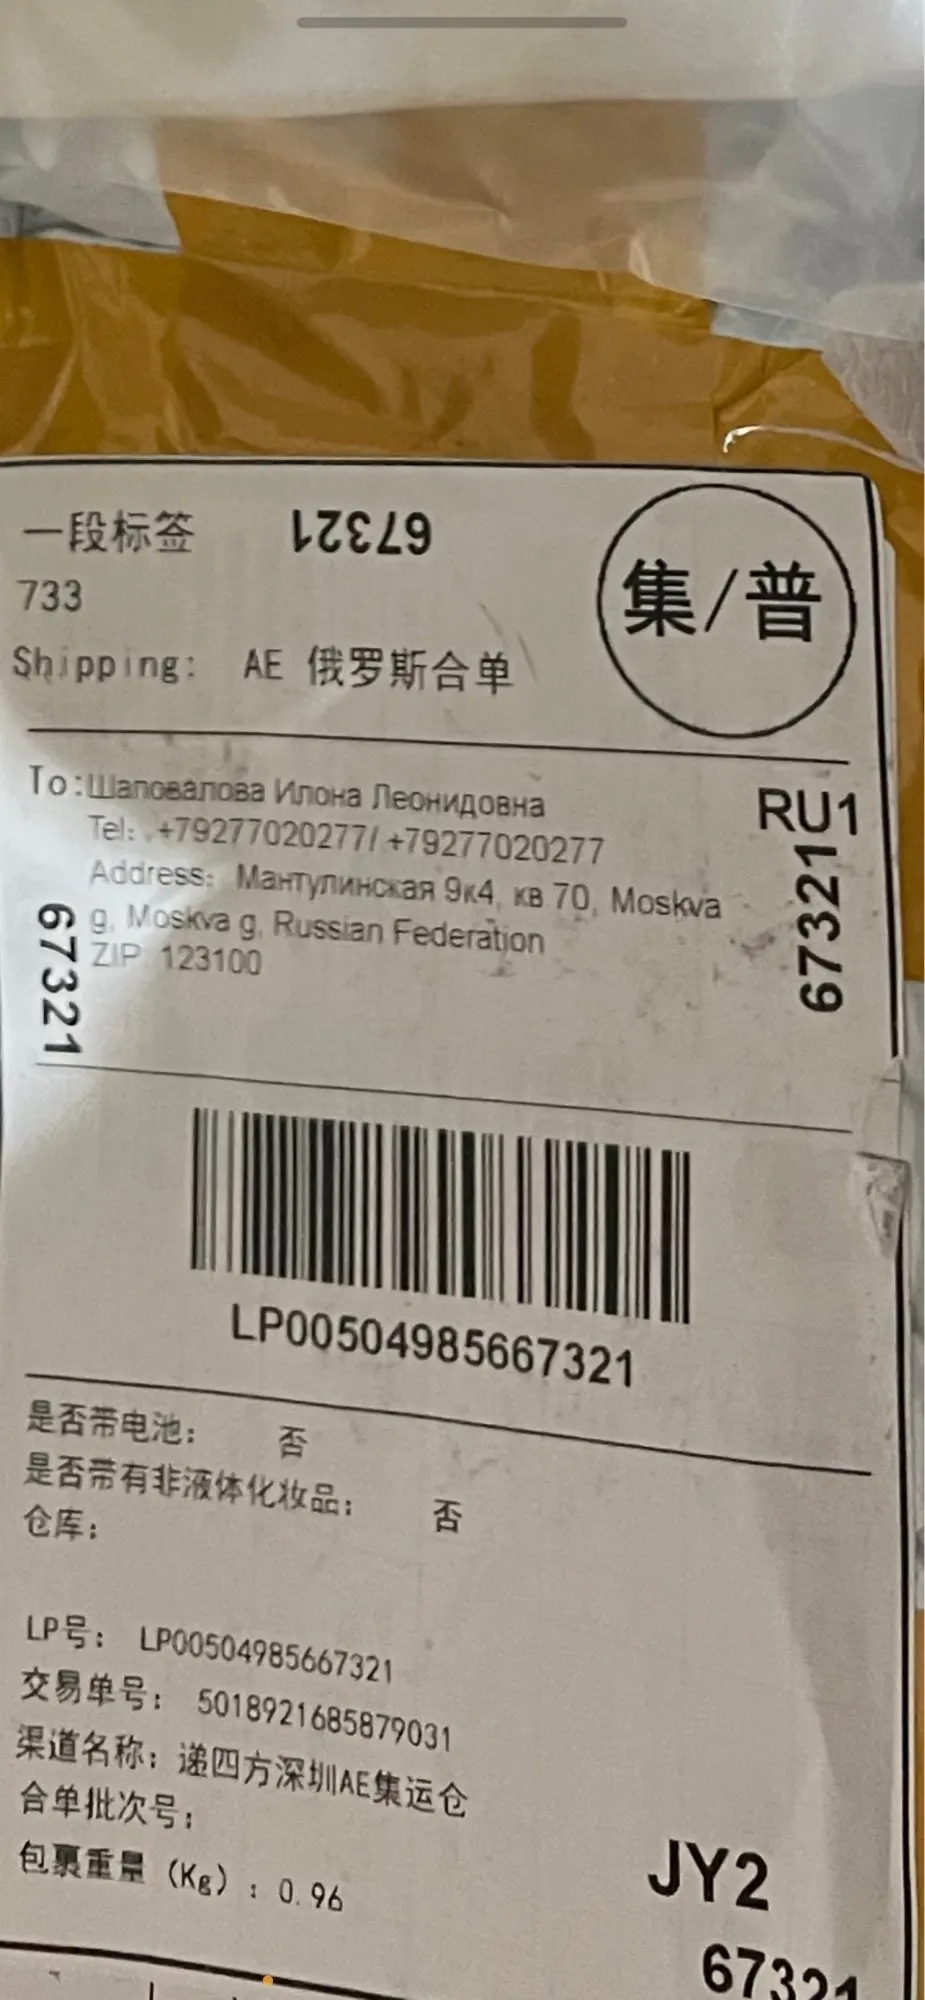 一段标签 67321
733
集/普
Shipping: AE 俄罗斯合单
To:Шаповалова Илона Леонидовна
Tel: +79277020277/ +79277020277
Address: Мантулинская 9к4, кв 70, Moskva
g, Moskva g, Russian Federation
ZIP 123100
RU1
67321
67321
LP00504985667321
是否带电池: 否
是否带有非液体化妆品: 否
仓库:
LP号: LP00504985667321
交易单号: 5018921685879031
渠道名称: 递四方深圳AE集运仓
合单批次号:
包裹重量 (Kg) : 0.96
JY2
67321